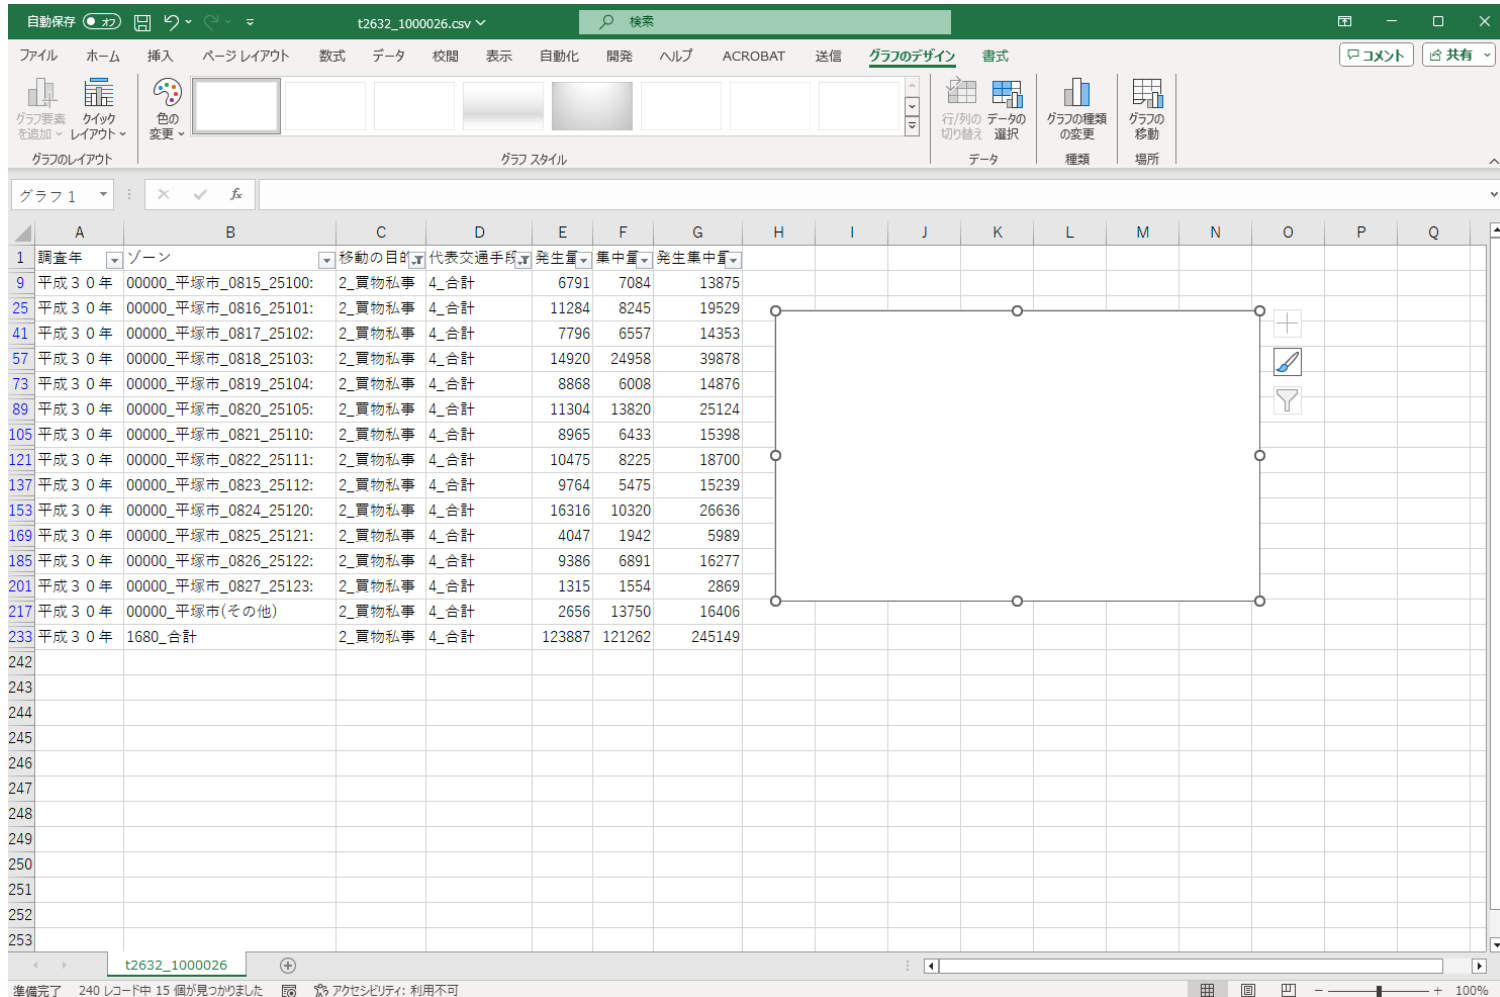 自動保存 オフ t2632_1000026.csv 検索
ファイル ホーム 挿入 ページ レイアウト 数式 データ 校閲 表示 自動化 開発 ヘルプ ACROBAT 送信 グラフのデザイン 書式 コメント 共有
グラフ要素を追加 クイックレイアウト 色の変更 行/列の切り替え データの選択 グラフの種類の変更 グラフの移動
グラフのレイアウト グラフ スタイル データ 種類 場所
グラフ 1 fx
A B C D E F G H I J K L M N O P Q
1 調査年 ゾーン 移動の目的 代表交通手段 発生量 集中量 発生集中量
9 平成３０年 00000_平塚市_0815_25100: 2_買物私事 4_合計 6791 7084 13875
25 平成３０年 00000_平塚市_0816_25101: 2_買物私事 4_合計 11284 8245 19529
41 平成３０年 00000_平塚市_0817_25102: 2_買物私事 4_合計 7796 6557 14353
57 平成３０年 00000_平塚市_0818_25103: 2_買物私事 4_合計 14920 24958 39878
73 平成３０年 00000_平塚市_0819_25104: 2_買物私事 4_合計 8868 6008 14876
89 平成３０年 00000_平塚市_0820_25105: 2_買物私事 4_合計 11304 13820 25124
105 平成３０年 00000_平塚市_0821_25110: 2_買物私事 4_合計 8965 6433 15398
121 平成３０年 00000_平塚市_0822_25111: 2_買物私事 4_合計 10475 8225 18700
137 平成３０年 00000_平塚市_0823_25112: 2_買物私事 4_合計 9764 5475 15239
153 平成３０年 00000_平塚市_0824_25120: 2_買物私事 4_合計 16316 10320 26636
169 平成３０年 00000_平塚市_0825_25121: 2_買物私事 4_合計 4047 1942 5989
185 平成３０年 00000_平塚市_0826_25122: 2_買物私事 4_合計 9386 6891 16277
201 平成３０年 00000_平塚市_0827_25123: 2_買物私事 4_合計 1315 1554 2869
217 平成３０年 00000_平塚市(その他) 2_買物私事 4_合計 2656 13750 16406
233 平成３０年 1680_合計 2_買物私事 4_合計 123887 121262 245149
242
243
244
245
246
247
248
249
250
251
252
253
t2632_1000026
準備完了 240 レコード中 15 個が見つかりました アクセシビリティ: 利用不可 100%